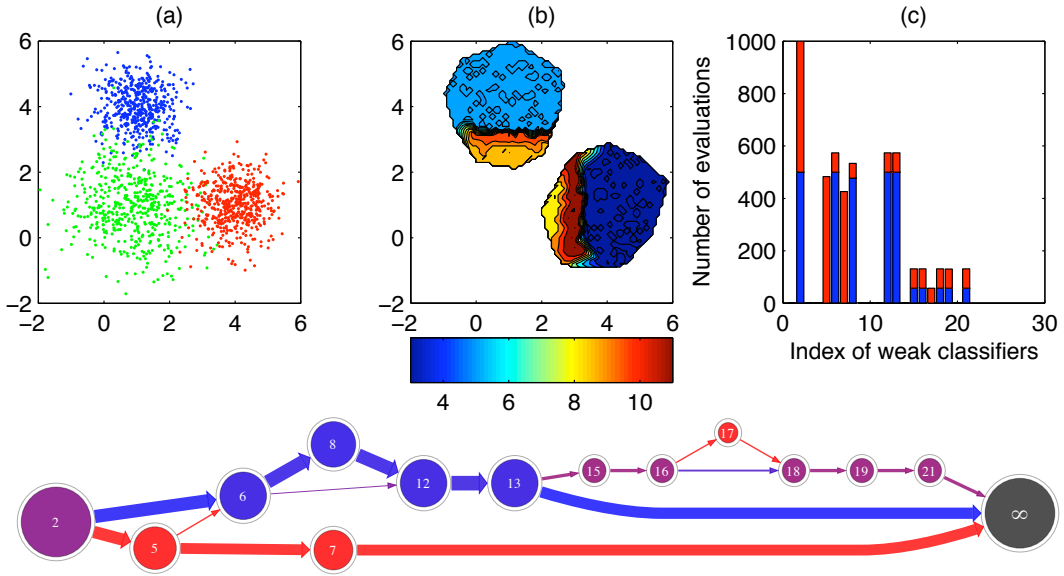 (a) (b) (c)
6 6 1000
4 4 800
2 2 600
0 0 400
200
−2 −2 0
−2 0 2 4 6 −2 0 2 4 6 0 10 20 30
Number of evaluations
Index of weak classifiers
4 6 8 10
17
8
15 16 18 19 21
6 12 13
2 ∞
5 7